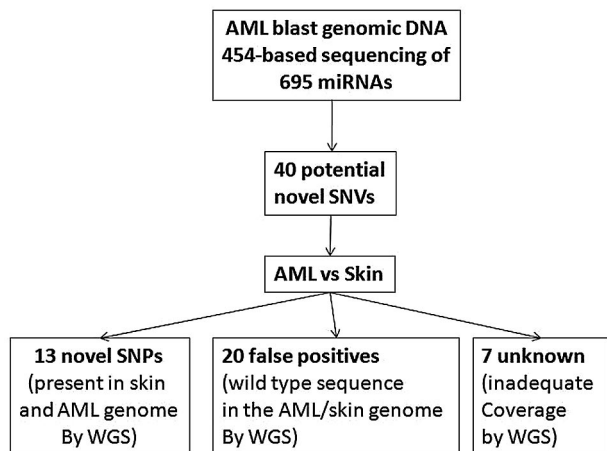 AML blast genomic DNA
454-based sequencing of
695 miRNAs
40 potential
novel SNVs
AML vs Skin
13 novel SNPs
(present in skin
and AML genome
By WGS)
20 false positives
(wild type sequence
in the AML/skin genome
By WGS)
7 unknown
(inadequate
Coverage
by WGS)